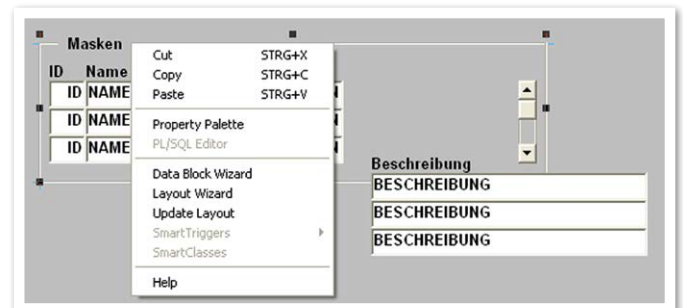 Masken
ID Name
ID NAME
ID NAME
ID NAME
Cut STRG+X
Copy STRG+C
Paste STRG+V
Property Palette
PL/SQL Editor
Data Block Wizard
Layout Wizard
Update Layout
SmartTriggers
SmartClasses
Help
Beschreibung
BESCHREIBUNG
BESCHREIBUNG
BESCHREIBUNG